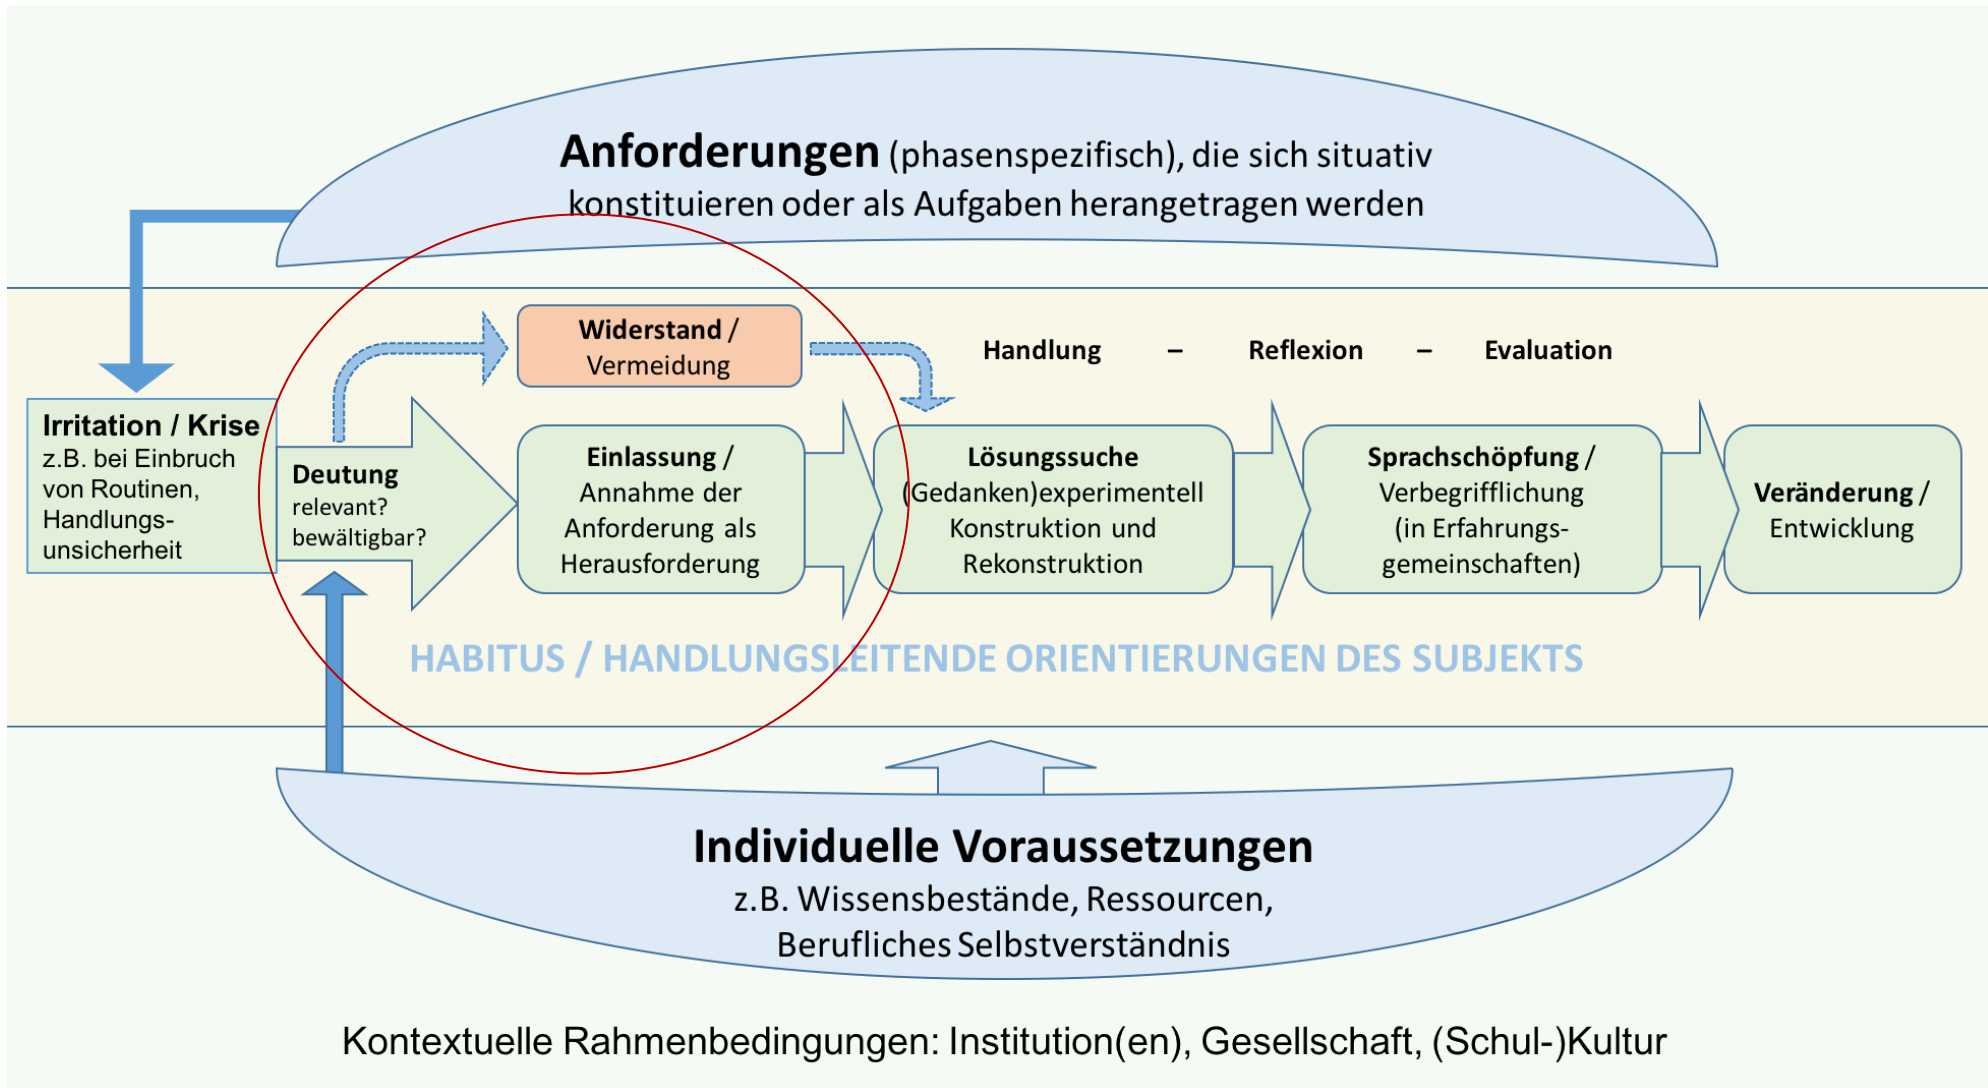 Anforderungen (phasenspezifisch), die sich situativ
konstituieren oder als Aufgaben herangetragen werden
Widerstand /
Vermeidung
Handlung – Reflexion – Evaluation
Irritation / Krise
z.B. bei Einbruch
von Routinen,
Handlungs-
unsicherheit
Deutung
relevant?
bewältigbar?
Einlassung /
Annahme der
Anforderung als
Herausforderung
Lösungssuche
(Gedanken)experimentell
Konstruktion und
Rekonstruktion
Sprachschöpfung /
Verbegrifflichung
(in Erfahrungs-
gemeinschaften)
Veränderung /
Entwicklung
HABITUS / HANDLUNGSLEITENDE ORIENTIERUNGEN DES SUBJEKTS
Individuelle Voraussetzungen
z.B. Wissensbestände, Ressourcen,
Berufliches Selbstverständnis
Kontextuelle Rahmenbedingungen: Institution(en), Gesellschaft, (Schul-)Kultur